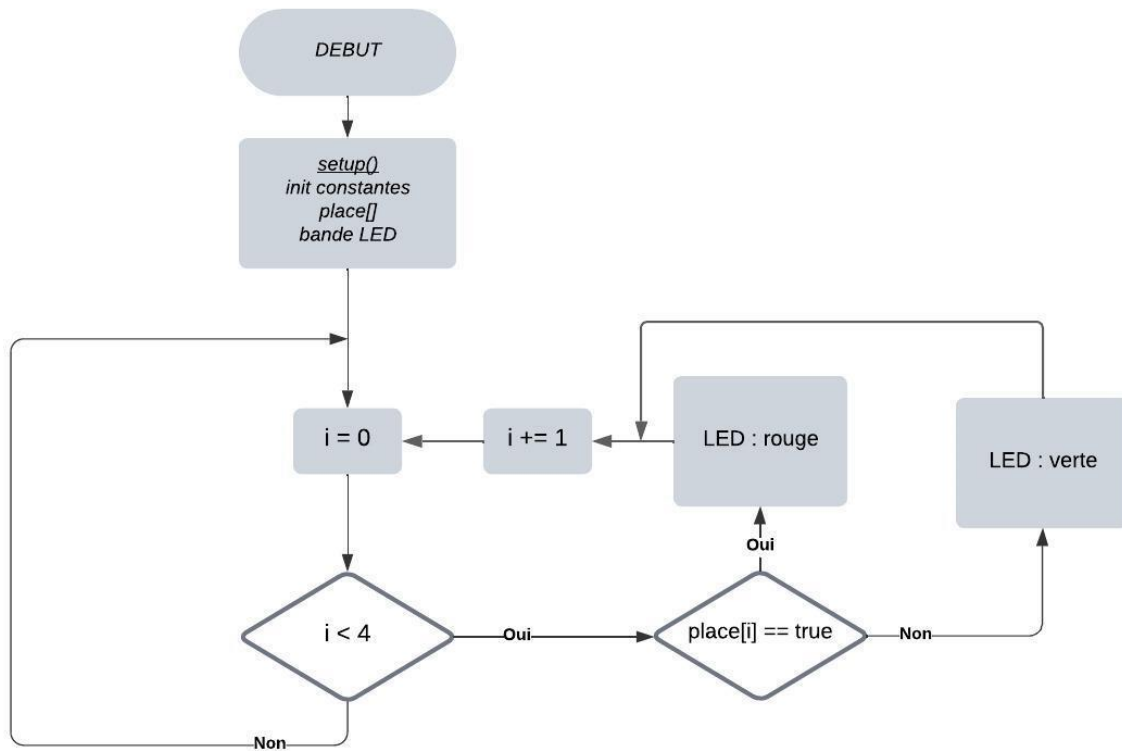 DEBUT
setup()
init constantes
place[]
bande LED
i = 0
i += 1
LED : rouge
LED : verte
Oui
i < 4
Oui
place[i] == true
Non
Non